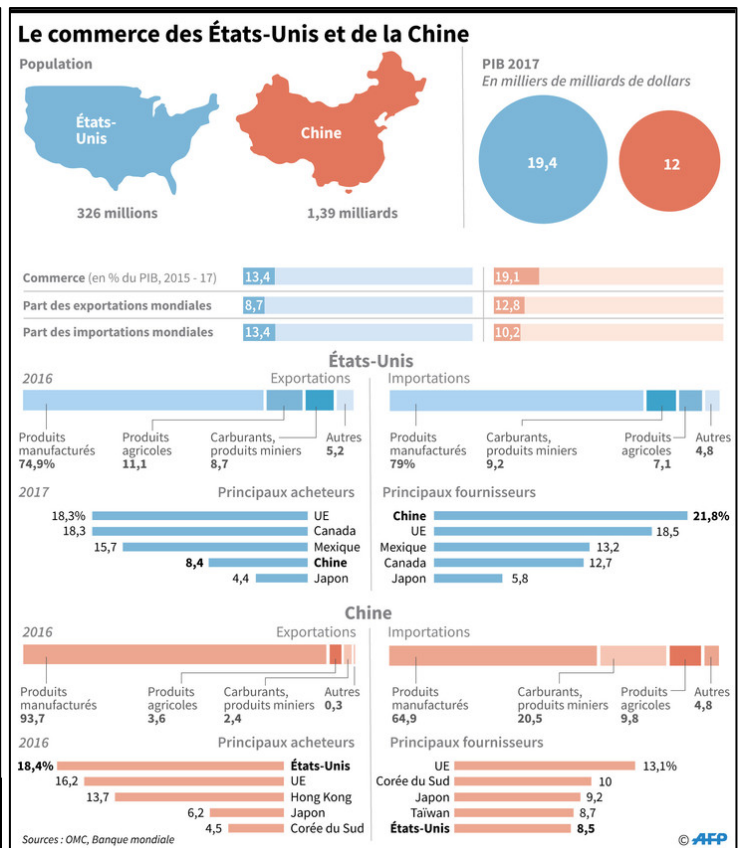 Le commerce des États-Unis et de la Chine
Population
PIB 2017
En milliers de milliards de dollars
États-
Unis
Chine
19,4
12
326 millions
1,39 milliards
Commerce (en % du PIB, 2015 - 17)
13,4
19,1
Part des exportations mondiales
8,7
12,8
Part des importations mondiales
13,4
10,2
États-Unis
2016
Exportations
Importations
Produits
manufacturés
74,9%
Produits
agricoles
11,1
Carburants,
produits miniers
8,7
Autres
5,2
Produits
manufacturés
79%
Carburants,
produits miniers
9,2
Produits
agricoles
7,1
Autres
4,8
2017
Principaux acheteurs
18,3% UE
18,3 Canada
15,7 Mexique
8,4 Chine
4,4 Japon
Principaux fournisseurs
Chine 21,8%
UE 18,5
Mexique 13,2
Canada 12,7
Japon 5,8
Chine
2016
Exportations
Importations
Produits
manufacturés
93,7
Produits
agricoles
3,6
Carburants,
produits miniers
2,4
Autres
0,3
Produits
manufacturés
64,9
Carburants,
produits miniers
20,5
Produits
agricoles
9,8
Autres
4,8
2016
Principaux acheteurs
18,4% États-Unis
16,2 UE
13,7 Hong Kong
6,2 Japon
4,5 Corée du Sud
Principaux fournisseurs
UE 13,1%
Corée du Sud 10
Japon 9,2
Taïwan 8,7
États-Unis 8,5
Sources : OMC, Banque mondiale
© AFP